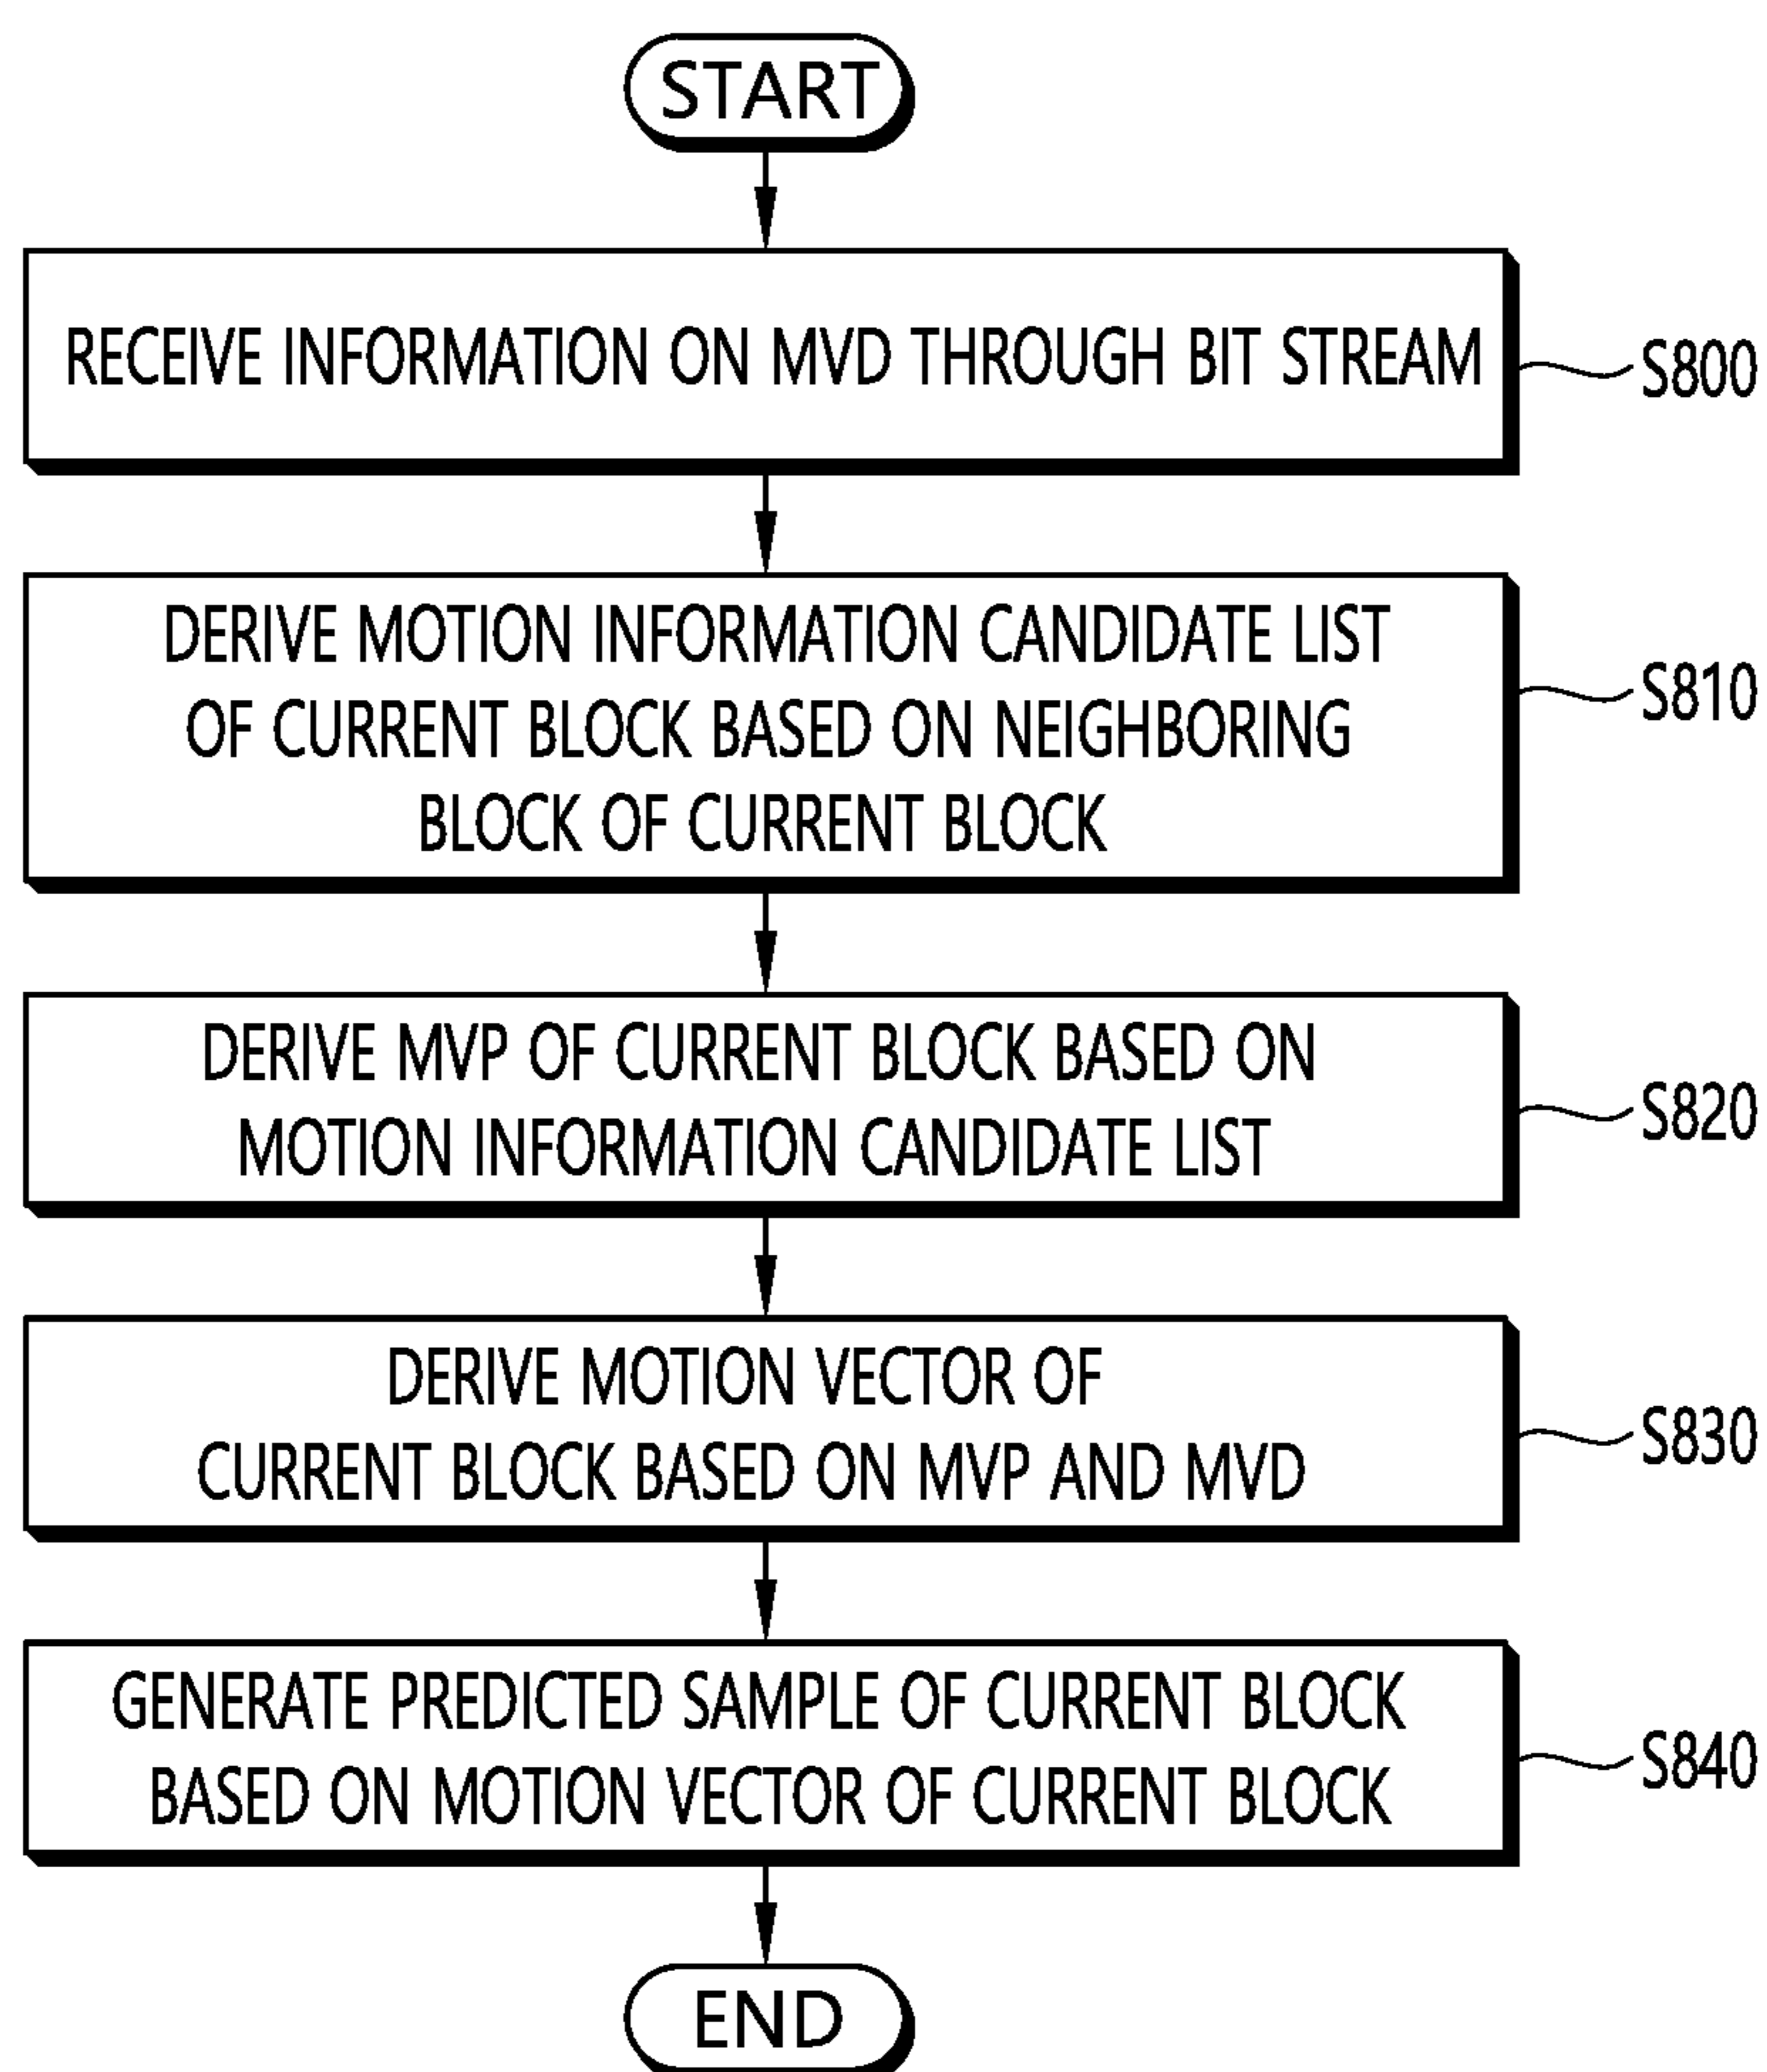 START
RECEIVE INFORMATION ON MVD THROUGH BIT STREAM
S800
DERIVE MOTION INFORMATION CANDIDATE LIST
OF CURRENT BLOCK BASED ON NEIGHBORING
BLOCK OF CURRENT BLOCK
S810
DERIVE MVP OF CURRENT BLOCK BASED ON
MOTION INFORMATION CANDIDATE LIST
S820
DERIVE MOTION VECTOR OF
CURRENT BLOCK BASED ON MVP AND MVD
S830
GENERATE PREDICTED SAMPLE OF CURRENT BLOCK
BASED ON MOTION VECTOR OF CURRENT BLOCK
S840
END